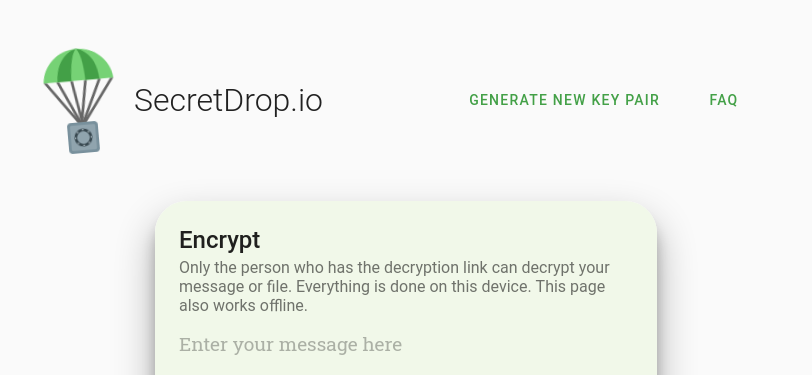 SecretDrop.io
GENERATE NEW KEY PAIR
FAQ
Encrypt
Only the person who has the decryption link can decrypt your
message or file. Everything is done on this device. This page
also works offline.
Enter your message here